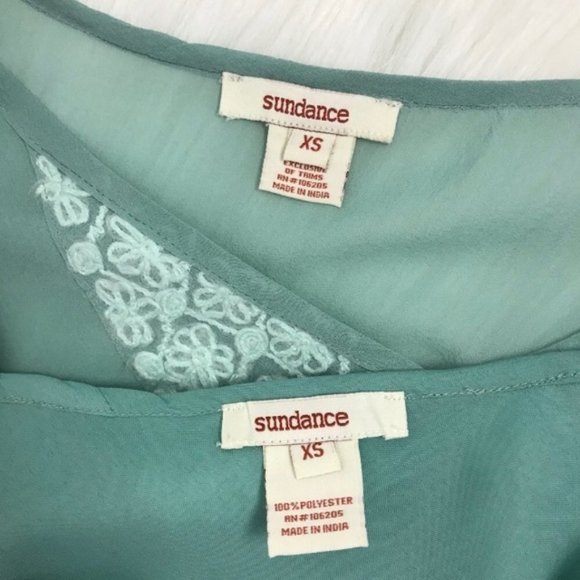 sundance
XS
EXCLUSIVE
OF TRIMS
RN#106205
MADE IN INDIA
sundance
XS
100%POLYESTER
RN#106205
MADE IN INDIA